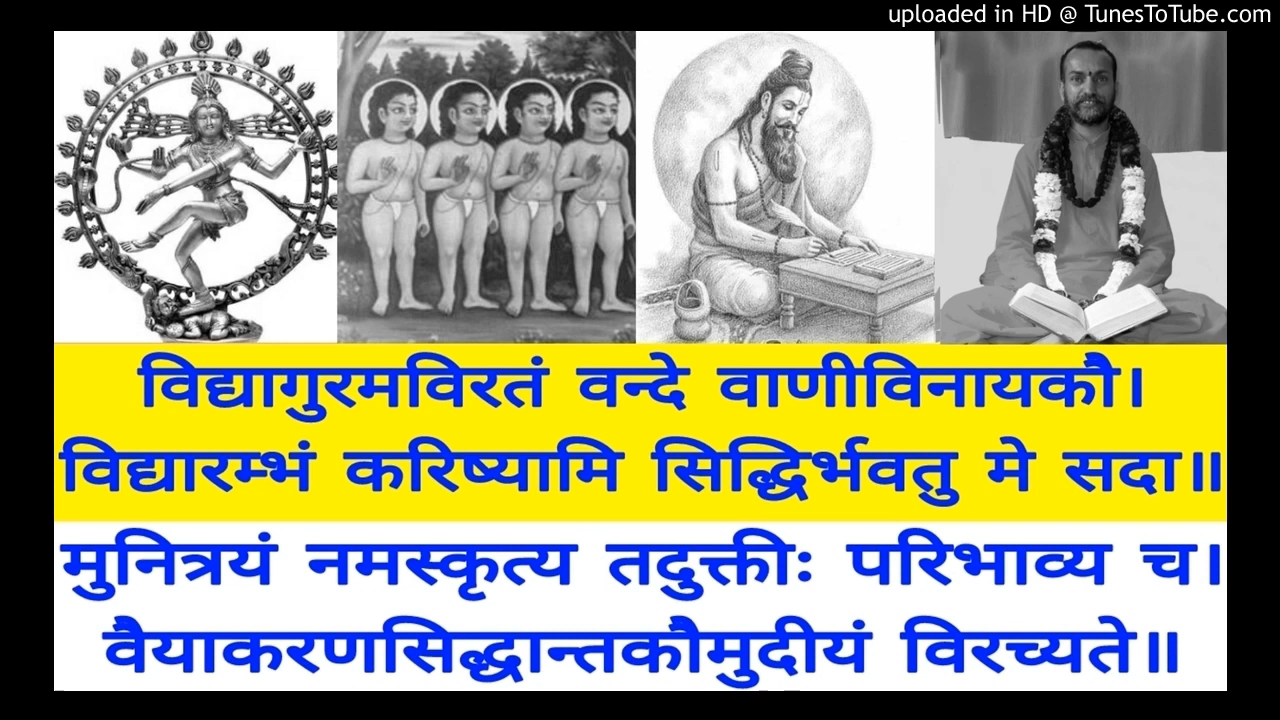 uploaded in HD @ TunesToTube.com
विद्यागुरमविरतं वन्दे वाणीविनायकौ।
विद्यारम्भं करिष्यामि सिद्धिर्भवतु मे सदा॥
मुनित्रयं नमस्कृत्य तदुक्तीः परिभाव्य च।
वैयाकरणसिद्धान्तकौमुदीयं विरच्यते॥